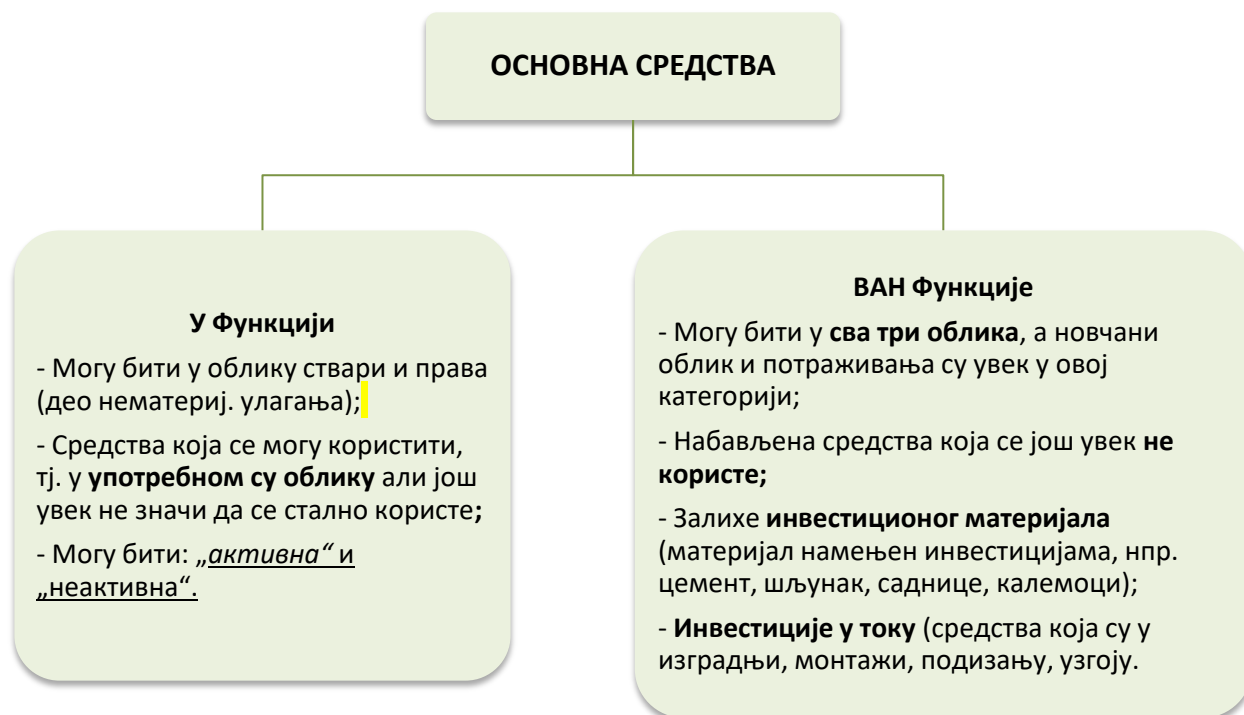 ОСНОВНА СРЕДСТВА
У Функцији
- Могу бити у облику ствари и права
(део нематериј. улагања);
- Средства која се могу користити,
тј. у употребном су облику али још
увек не значи да се стално користе;
- Могу бити: „активна“ и
„неактивна“.
ВАН Функције
- Могу бити у сва три облика, а новчани
облик и потраживања су увек у овој
категорији;
- Набављена средства која се још увек не
користе;
- Залихе инвестиционог материјала
(материјал намењен инвестицијама, нпр.
цемент, шљунак, саднице, калемоци);
- Инвестиције у току (средства која су у
изградњи, монтажи, подизању, узгоју.